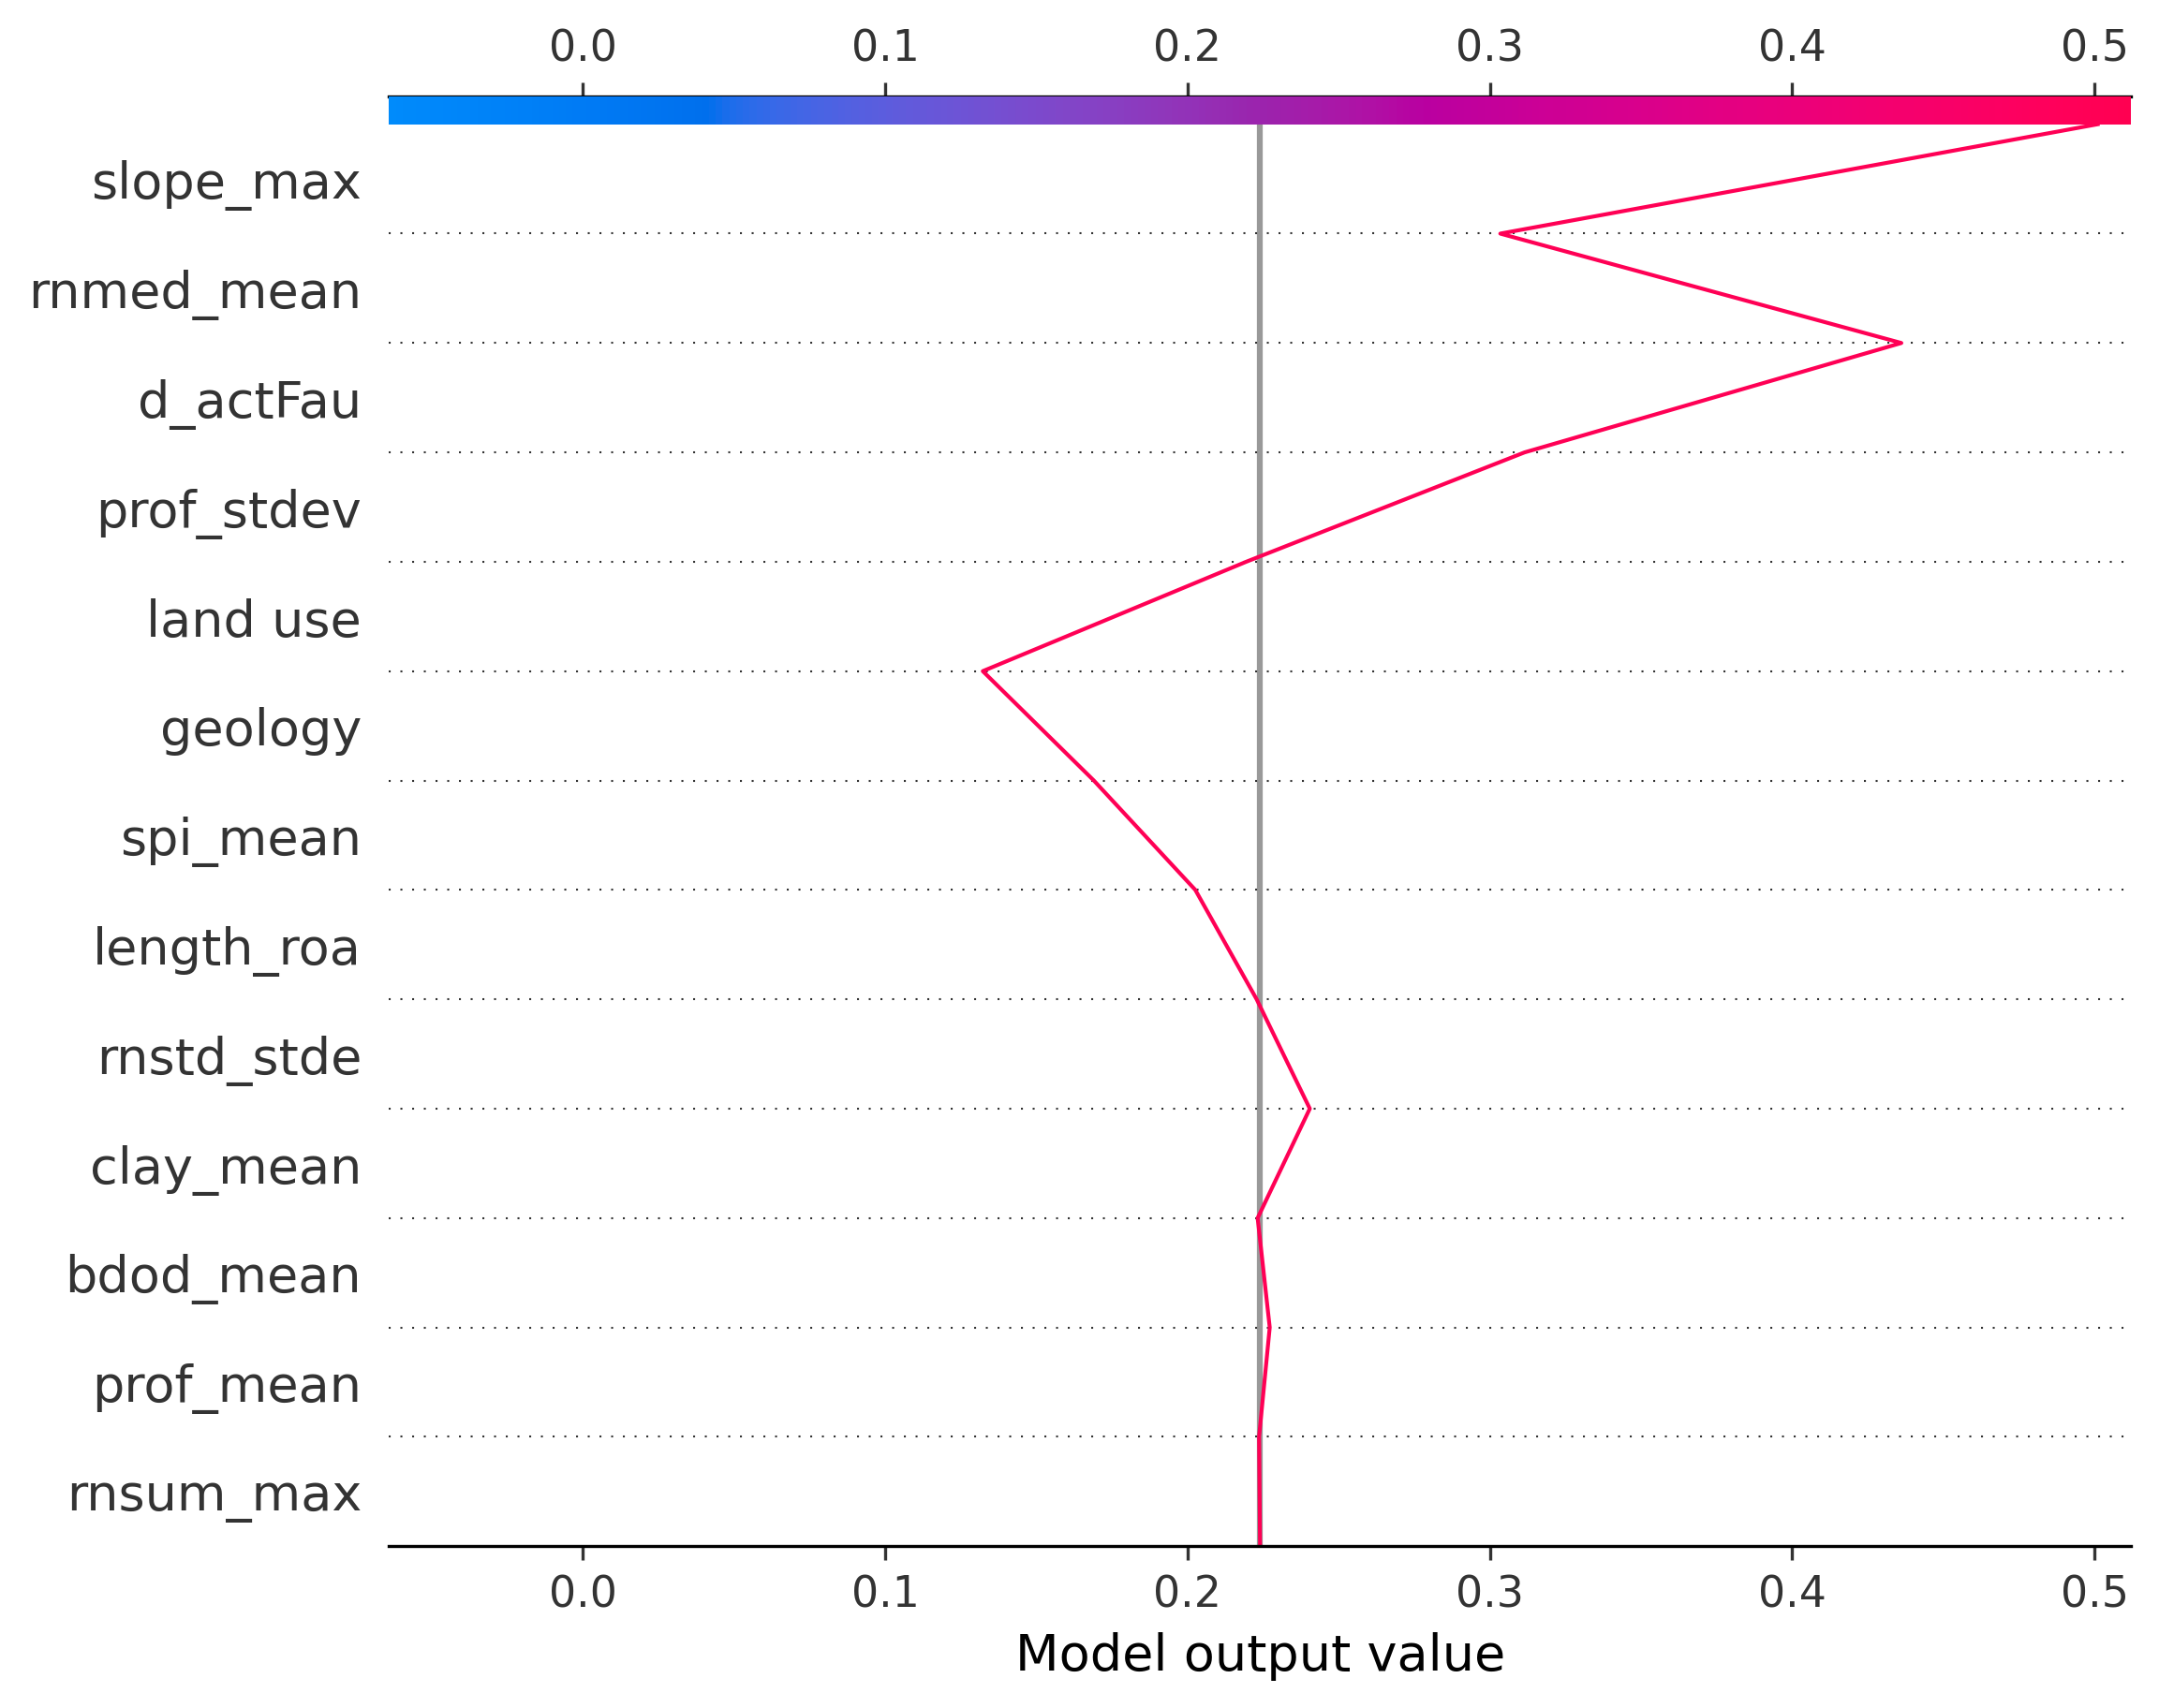 0.0 0.1 0.2 0.3 0.4 0.5
slope_max
rnmed_mean
d_actFau
prof_stdev
land use
geology
spi_mean
length_roa
rnstd_stde
clay_mean
bdod_mean
prof_mean
rnsum_max
0.0 0.1 0.2 0.3 0.4 0.5
Model output value